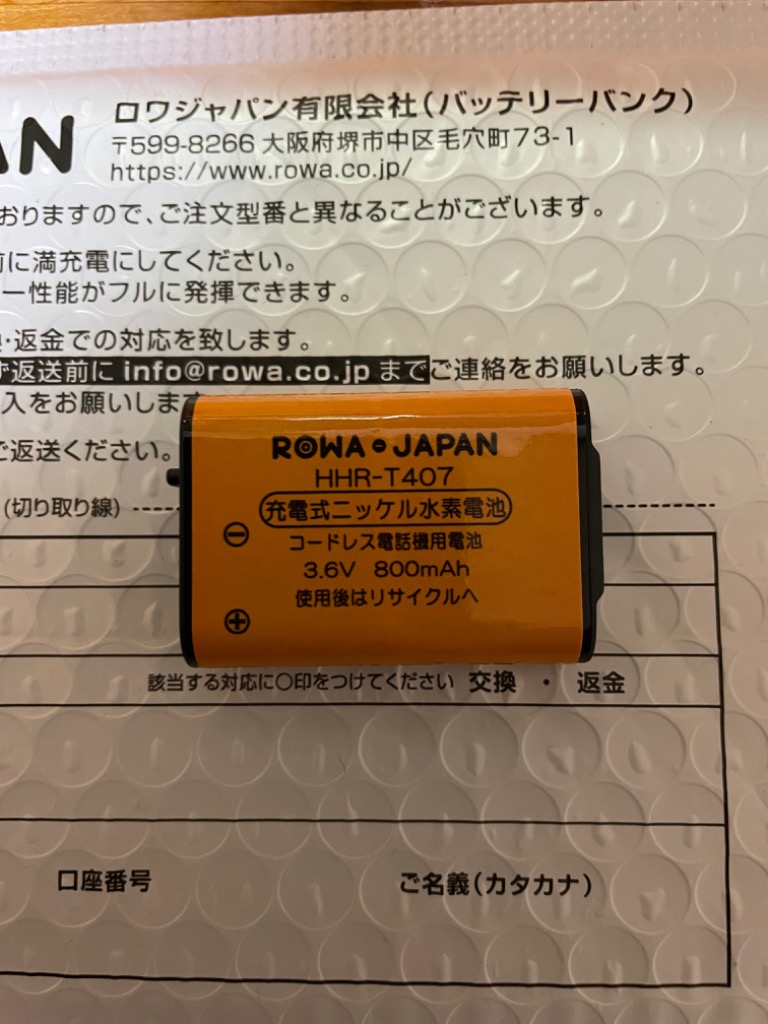 AN
ロワジャパン有限会社(バッテリーバンク)
〒599-8266 大阪府堺市中区毛穴町73-1
https://www.rowa.co.jp/
おりますので、ご注文型番と異なることがございます。
前に満充電にしてください。
ー性能がフルに発揮できます。
・返金での対応を致します。
ず返送前に info@rowa.co.jp までご連絡をお願いします。
入をお願いします
ご返送ください。
(切り取り線)
ROWA JAPAN
HHR-T407
充電式ニッケル水素電池
⊖
コードレス電話機用電池
3.6V 800mAh
使用後はリサイクルへ
⊕
該当する対応に〇印をつけてください 交換 ・ 返金
口座番号
ご名義(カタカナ)